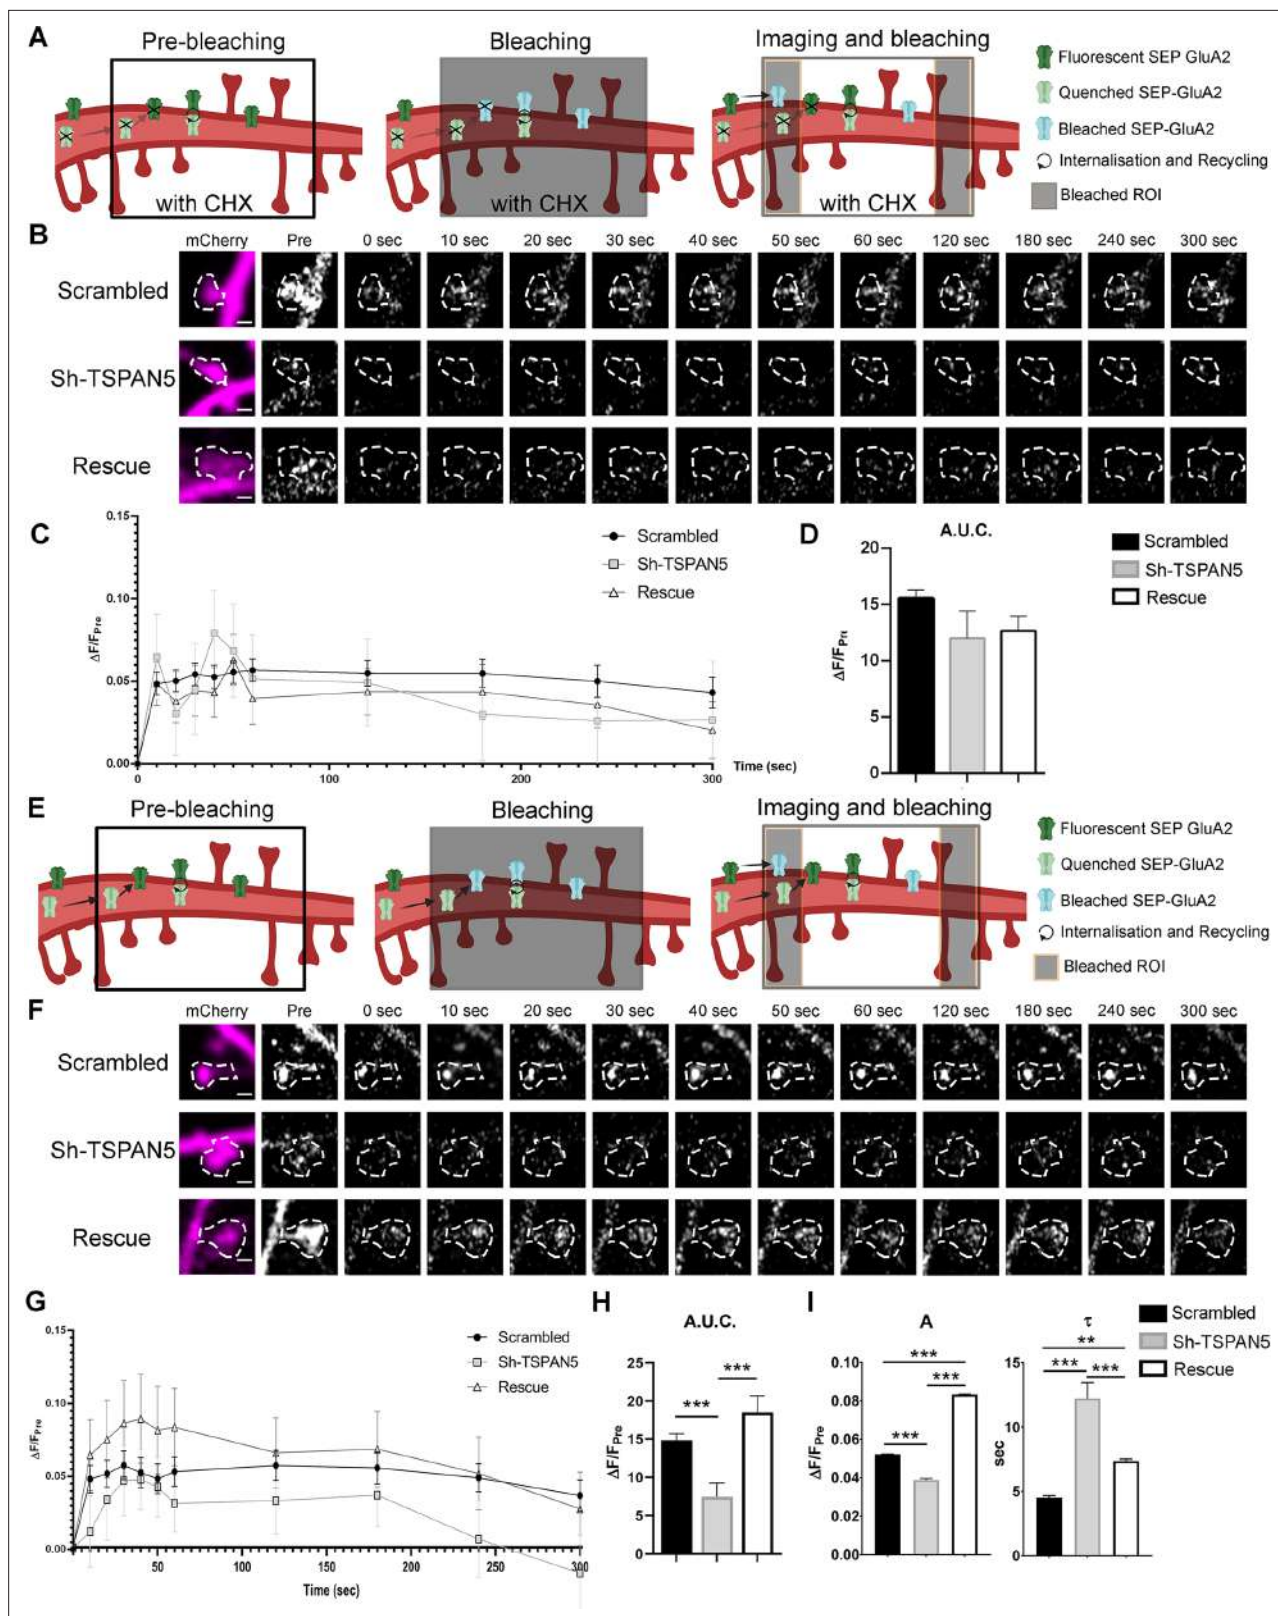 A
Pre-bleaching
Bleaching
Imaging and bleaching
with CHX
with CHX
with CHX
Fluorescent SEP GluA2
Quenched SEP-GluA2
Bleached SEP-GluA2
Internalisation and Recycling
Bleached ROI
B
mCherry Pre 0 sec 10 sec 20 sec 30 sec 40 sec 50 sec 60 sec 120 sec 180 sec 240 sec 300 sec
Scrambled
Sh-TSPAN5
Rescue
C
0.15
0.10
0.05
0.00
ΔF/FPre
0 100 200 300
Time (sec)
Scrambled
Sh-TSPAN5
Rescue
D
A.U.C.
20
15
10
5
0
ΔF/FPre
Scrambled
Sh-TSPAN5
Rescue
E
Pre-bleaching
Bleaching
Imaging and bleaching
Fluorescent SEP GluA2
Quenched SEP-GluA2
Bleached SEP-GluA2
Internalisation and Recycling
Bleached ROI
F
mCherry Pre 0 sec 10 sec 20 sec 30 sec 40 sec 50 sec 60 sec 120 sec 180 sec 240 sec 300 sec
Scrambled
Sh-TSPAN5
Rescue
G
0.15
0.10
0.05
0.00
ΔF/FPre
50 100 150 200 250 300
Time (sec)
Scrambled
Sh-TSPAN5
Rescue
H
A.U.C.
25
20
15
10
5
0
ΔF/FPre
***
***
I
A
0.10
0.08
0.06
0.04
0.02
0.00
ΔF/FPre
***
***
***
τ
15
10
5
0
sec
**
***
***
Scrambled
Sh-TSPAN5
Rescue